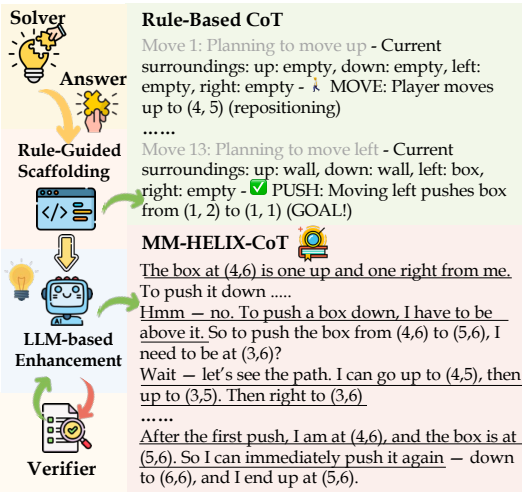 Solver
Answer
Rule-Guided
Scaffolding
LLM-based
Enhancement
Verifier
Rule-Based CoT
Move 1: Planning to move up - Current
surroundings: up: empty, down: empty, left:
empty, right: empty - 🚶 MOVE: Player moves
up to (4, 5) (repositioning)
......
Move 13: Planning to move left - Current
surroundings: up: wall, down: wall, left: box,
right: empty - ✅ PUSH: Moving left pushes box
from (1, 2) to (1, 1) (GOAL!)
MM-HELIX-CoT
The box at (4,6) is one up and one right from me.
To push it down .....
Hmm — no. To push a box down, I have to be
above it. So to push the box from (4,6) to (5,6), I
need to be at (3,6)?
Wait — let's see the path. I can go up to (4,5), then
up to (3,5). Then right to (3,6)
......
After the first push, I am at (4,6), and the box is at
(5,6). So I can immediately push it again — down
to (6,6), and I end up at (5,6).